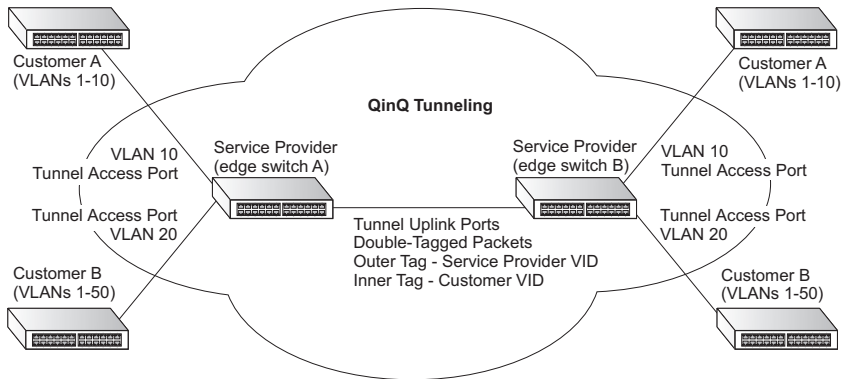 Customer A
(VLANs 1-10)
Customer A
(VLANs 1-10)
QinQ Tunneling
Service Provider
(edge switch A)
Service Provider
(edge switch B)
VLAN 10
Tunnel Access Port
VLAN 10
Tunnel Access Port
Tunnel Access Port
VLAN 20
Tunnel Uplink Ports
Double-Tagged Packets
Outer Tag - Service Provider VID
Inner Tag - Customer VID
Tunnel Access Port
VLAN 20
Customer B
(VLANs 1-50)
Customer B
(VLANs 1-50)